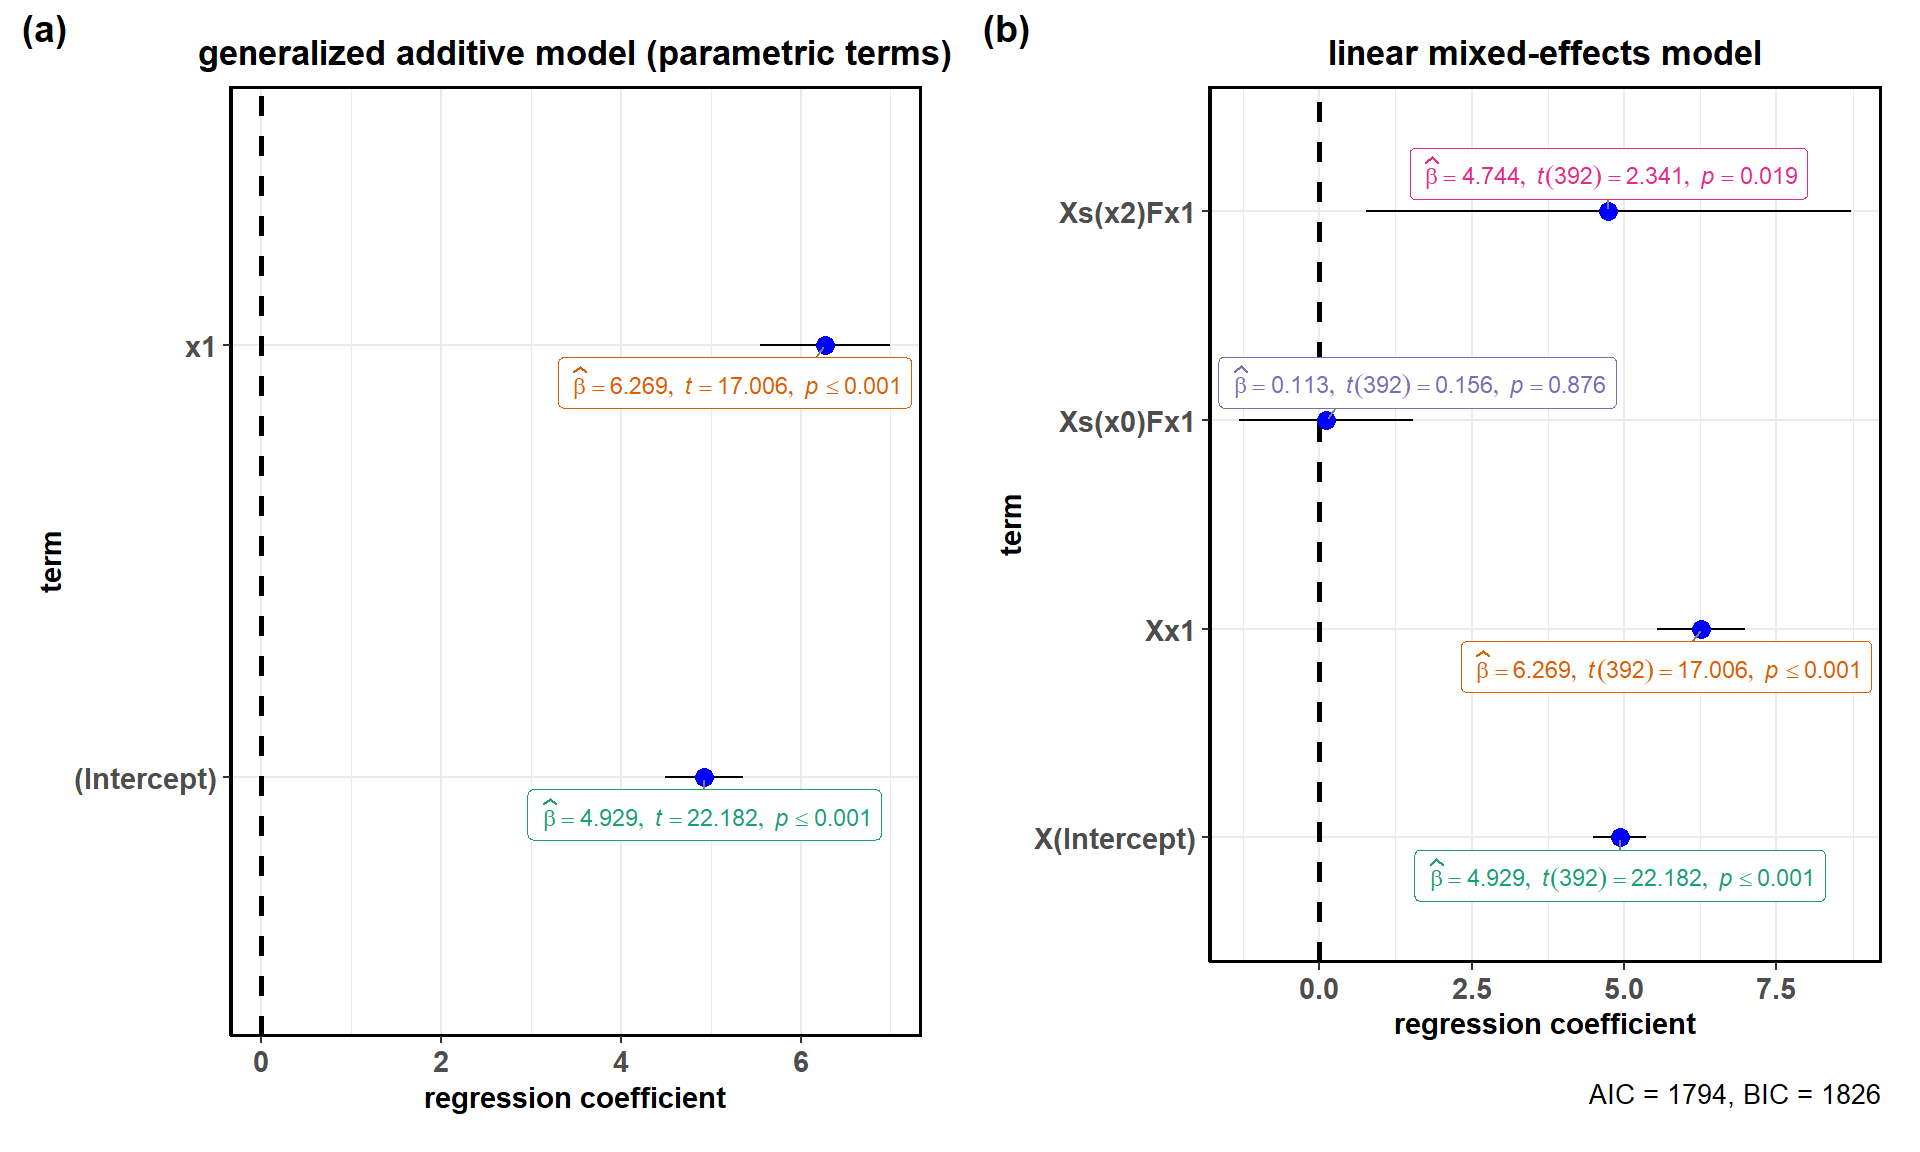 (a)
generalized additive model (parametric terms)
term
x1
β̂ = 6.269, t = 17.006, p ≤ 0.001
(Intercept)
β̂ = 4.929, t = 22.182, p ≤ 0.001
0 2 4 6
regression coefficient
(b)
linear mixed-effects model
term
β̂ = 4.744, t(392) = 2.341, p = 0.019
Xs(x2)Fx1
β̂ = 0.113, t(392) = 0.156, p = 0.876
Xs(x0)Fx1
Xx1
β̂ = 6.269, t(392) = 17.006, p ≤ 0.001
X(Intercept)
β̂ = 4.929, t(392) = 22.182, p ≤ 0.001
0.0 2.5 5.0 7.5
regression coefficient
AIC = 1794, BIC = 1826